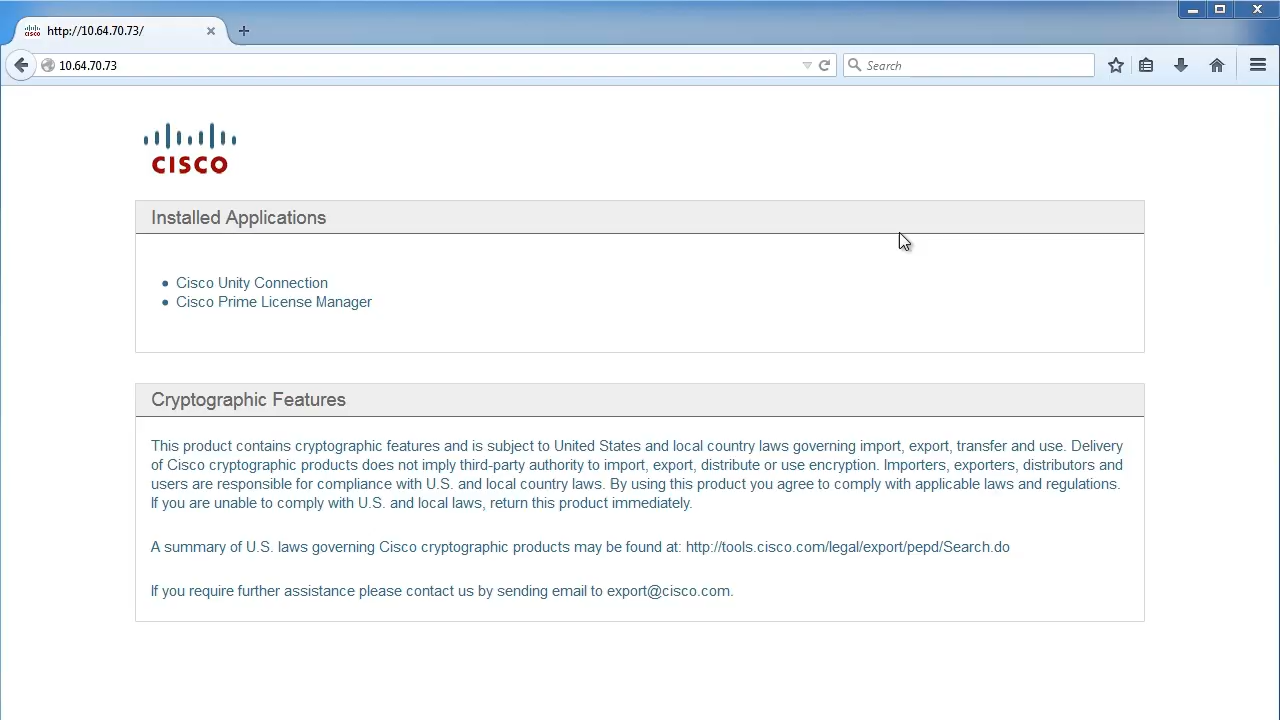 http://10.64.70.73/
10.64.70.73
Search
CISCO
Installed Applications
Cisco Unity Connection
Cisco Prime License Manager
Cryptographic Features
This product contains cryptographic features and is subject to United States and local country laws governing import, export, transfer and use. Delivery
of Cisco cryptographic products does not imply third-party authority to import, export, distribute or use encryption. Importers, exporters, distributors and
users are responsible for compliance with U.S. and local country laws. By using this product you agree to comply with applicable laws and regulations.
If you are unable to comply with U.S. and local laws, return this product immediately.
A summary of U.S. laws governing Cisco cryptographic products may be found at: http://tools.cisco.com/legal/export/pepd/Search.do
If you require further assistance please contact us by sending email to export@cisco.com.